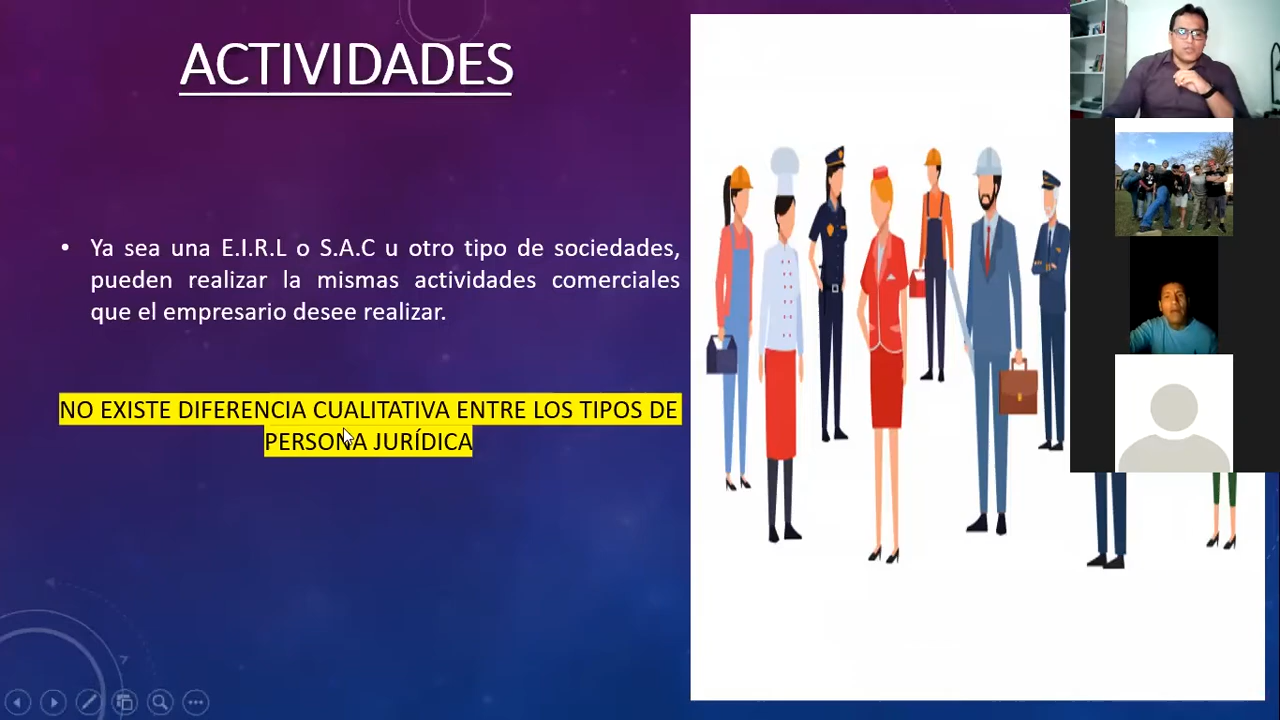 ACTIVIDADES
• Ya sea una E.I.R.L o S.A.C u otro tipo de sociedades,
pueden realizar la mismas actividades comerciales
que el empresario desee realizar.
NO EXISTE DIFERENCIA CUALITATIVA ENTRE LOS TIPOS DE
PERSONA JURÍDICA